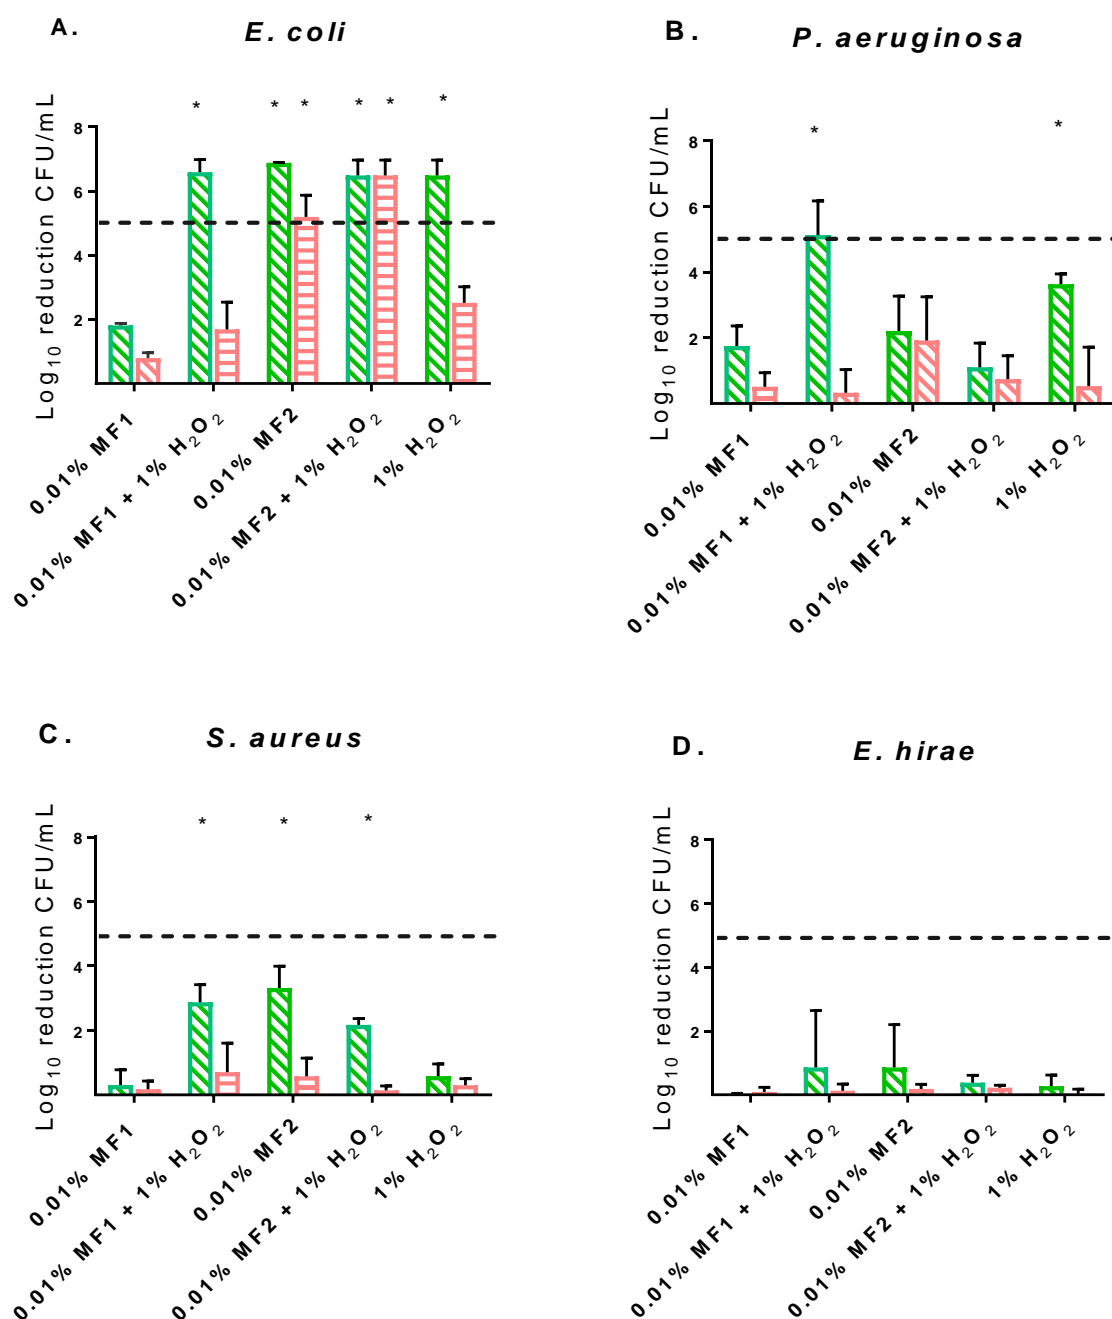 A. E. coli
* * * * * *
Log10 reduction CFU/mL
8
6
4
2
0.01% MF1
0.01% MF1 + 1% H2O2
0.01% MF2
0.01% MF2 + 1% H2O2
1% H2O2
B. P. aeruginosa
* *
Log10 reduction CFU/mL
8
6
4
2
0.01% MF1
0.01% MF1 + 1% H2O2
0.01% MF2
0.01% MF2 + 1% H2O2
1% H2O2
C. S. aureus
* * *
Log10 reduction CFU/mL
8
6
4
2
0.01% MF1
0.01% MF1 + 1% H2O2
0.01% MF2
0.01% MF2 + 1% H2O2
1% H2O2
D. E. hirae
Log10 reduction CFU/mL
8
6
4
2
0.01% MF1
0.01% MF1 + 1% H2O2
0.01% MF2
0.01% MF2 + 1% H2O2
1% H2O2